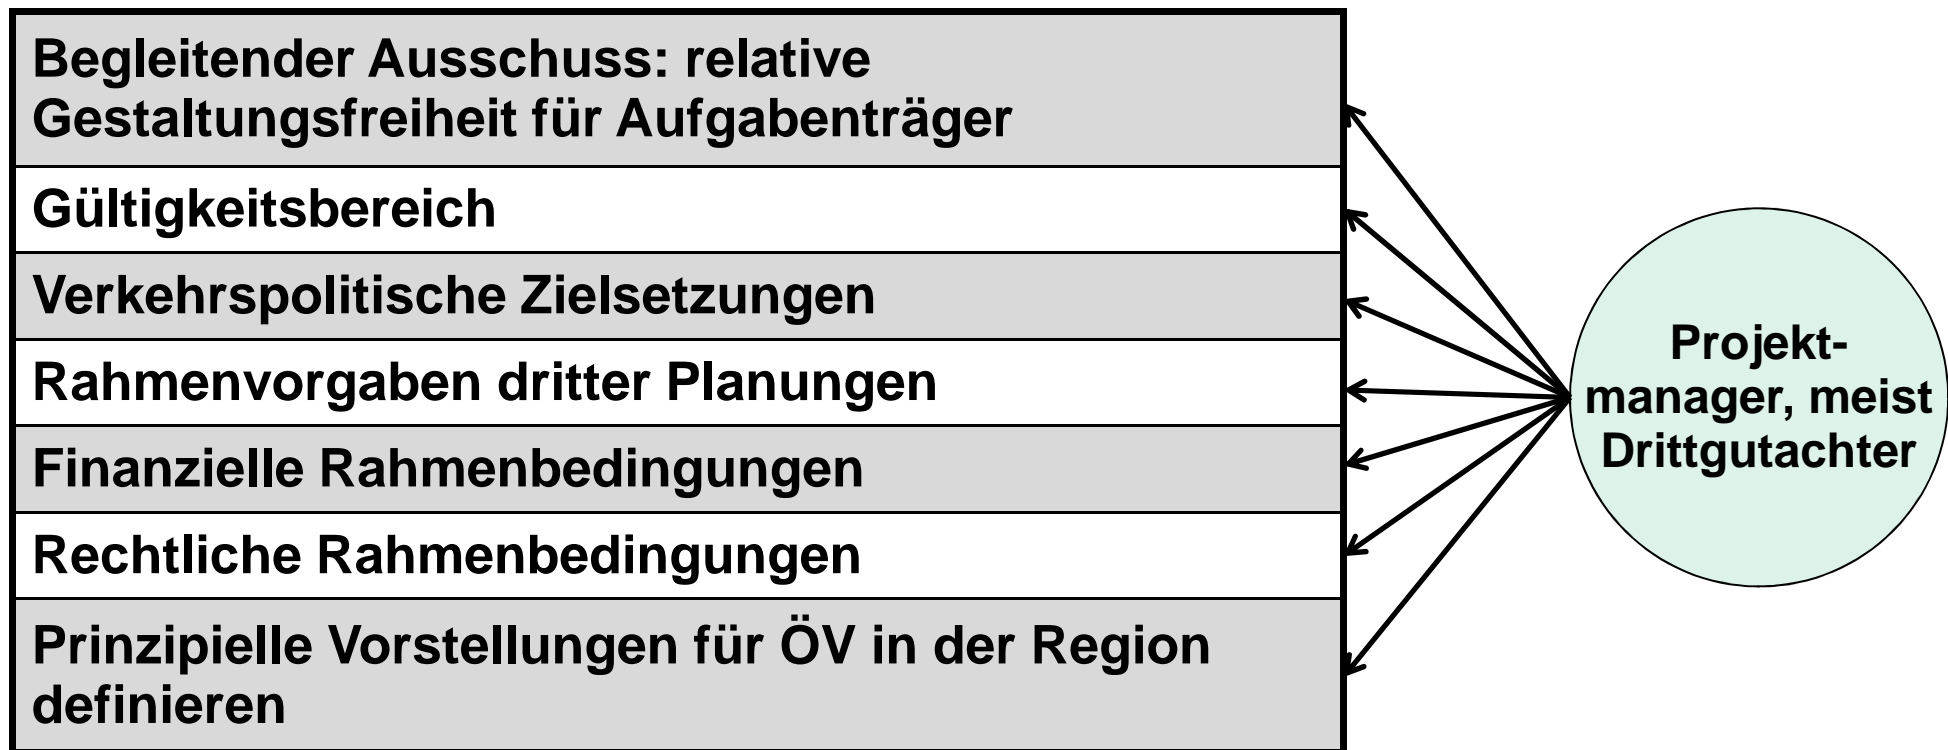 Begleitender Ausschuss: relative
Gestaltungsfreiheit für Aufgabenträger
Gültigkeitsbereich
Verkehrspolitische Zielsetzungen
Rahmenvorgaben dritter Planungen
Finanzielle Rahmenbedingungen
Rechtliche Rahmenbedingungen
Prinzipielle Vorstellungen für ÖV in der Region
definieren
Projekt-
manager, meist
Drittgutachter